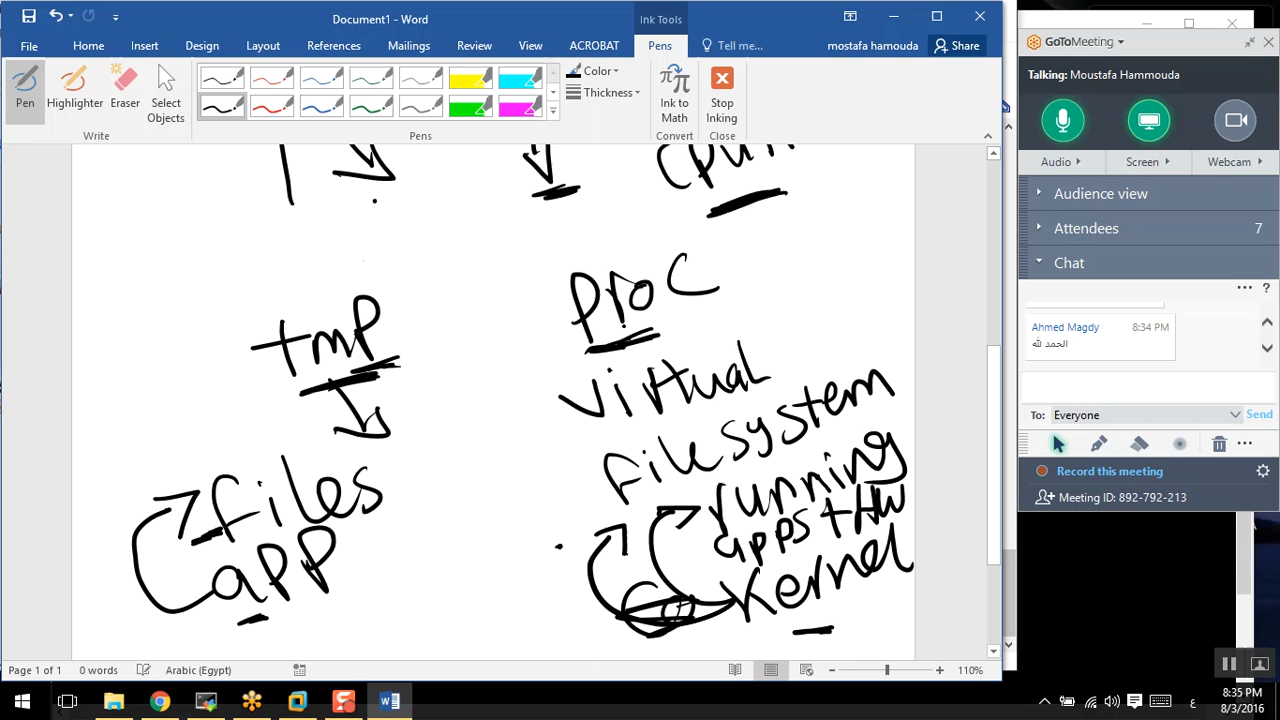 Document1 - Word
Ink Tools
File
Home
Insert
Design
Layout
References
Mailings
Review
View
ACROBAT
Pens
Tell me...
mostafa hamouda
Share
Pen
Highlighter
Eraser
Select Objects
Color
Thickness
Ink to Math
Stop Inking
Write
Pens
Convert
Close
tmp
files
app
proc
virtual
filesystem
running
apps + HW
Kernel
Page 1 of 1
0 words
Arabic (Egypt)
110%
GoToMeeting
Talking: Moustafa Hammouda
Audio
Screen
Webcam
Audience view
Attendees
7
Chat
Ahmed Magdy
8:34 PM
الحمد لله
To:
Everyone
Send
Record this meeting
Meeting ID: 892-792-213
ع
8:35 PM
8/3/2016